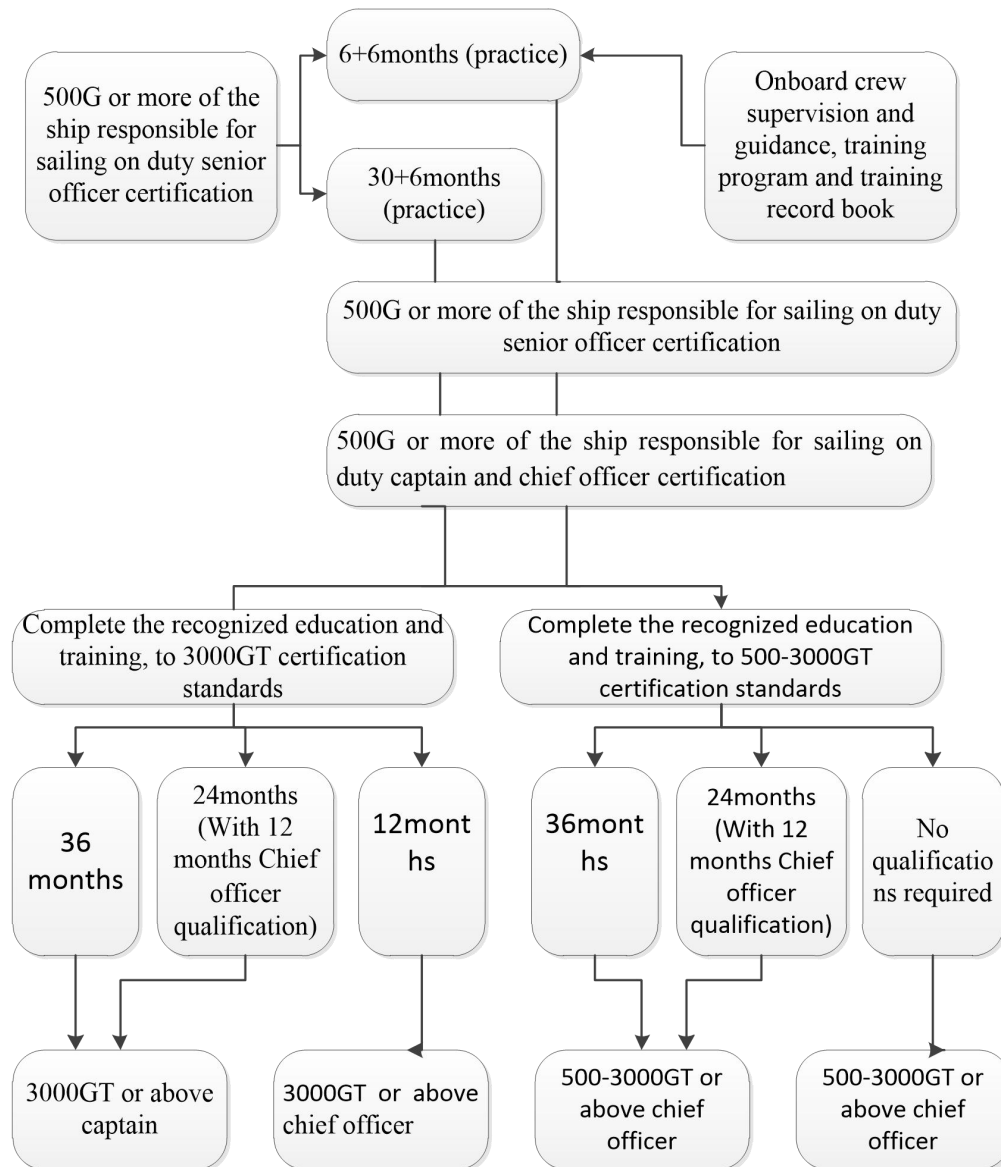 6+6months (practice)
500G or more of the
ship responsible for
sailing on duty senior
officer certification
Onboard crew
supervision and
guidance, training
program and training
record book
30+6months
(practice)
500G or more of the ship responsible for sailing on duty
senior officer certification
500G or more of the ship responsible for sailing on
duty captain and chief officer certification
Complete the recognized education and
training, to 3000GT certification
standards
Complete the recognized education
and training, to 500-3000GT
certification standards
36
months
24months
(With 12
months Chief
officer
qualification)
12mont
hs
36mont
hs
24months
(With 12
months Chief
officer
qualification)
No
qualificatio
ns required
3000GT or above
captain
3000GT or above
chief officer
500-3000GT or
above chief
officer
500-3000GT or
above chief
officer